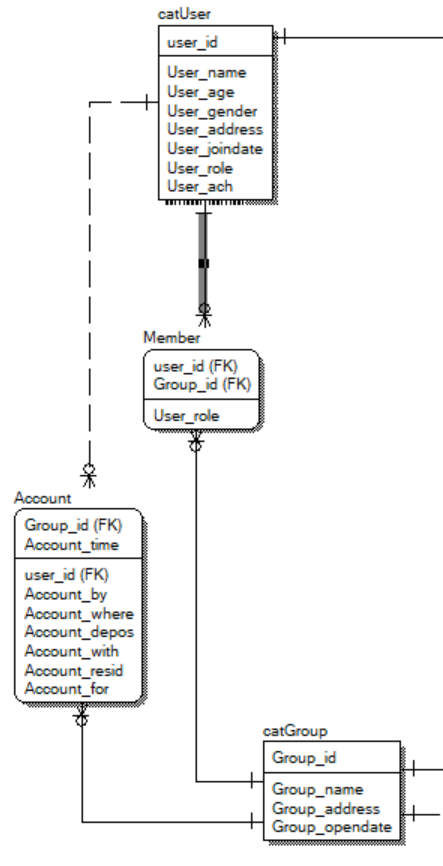 catUser
user_id
User_name
User_age
User_gender
User_address
User_joindate
User_role
User_ach
Member
user_id (FK)
Group_id (FK)
User_role
Account
Group_id (FK)
Account_time
user_id (FK)
Account_by
Account_where
Account_depos
Account_with
Account_resid
Account_for
catGroup
Group_id
Group_name
Group_address
Group_opendate